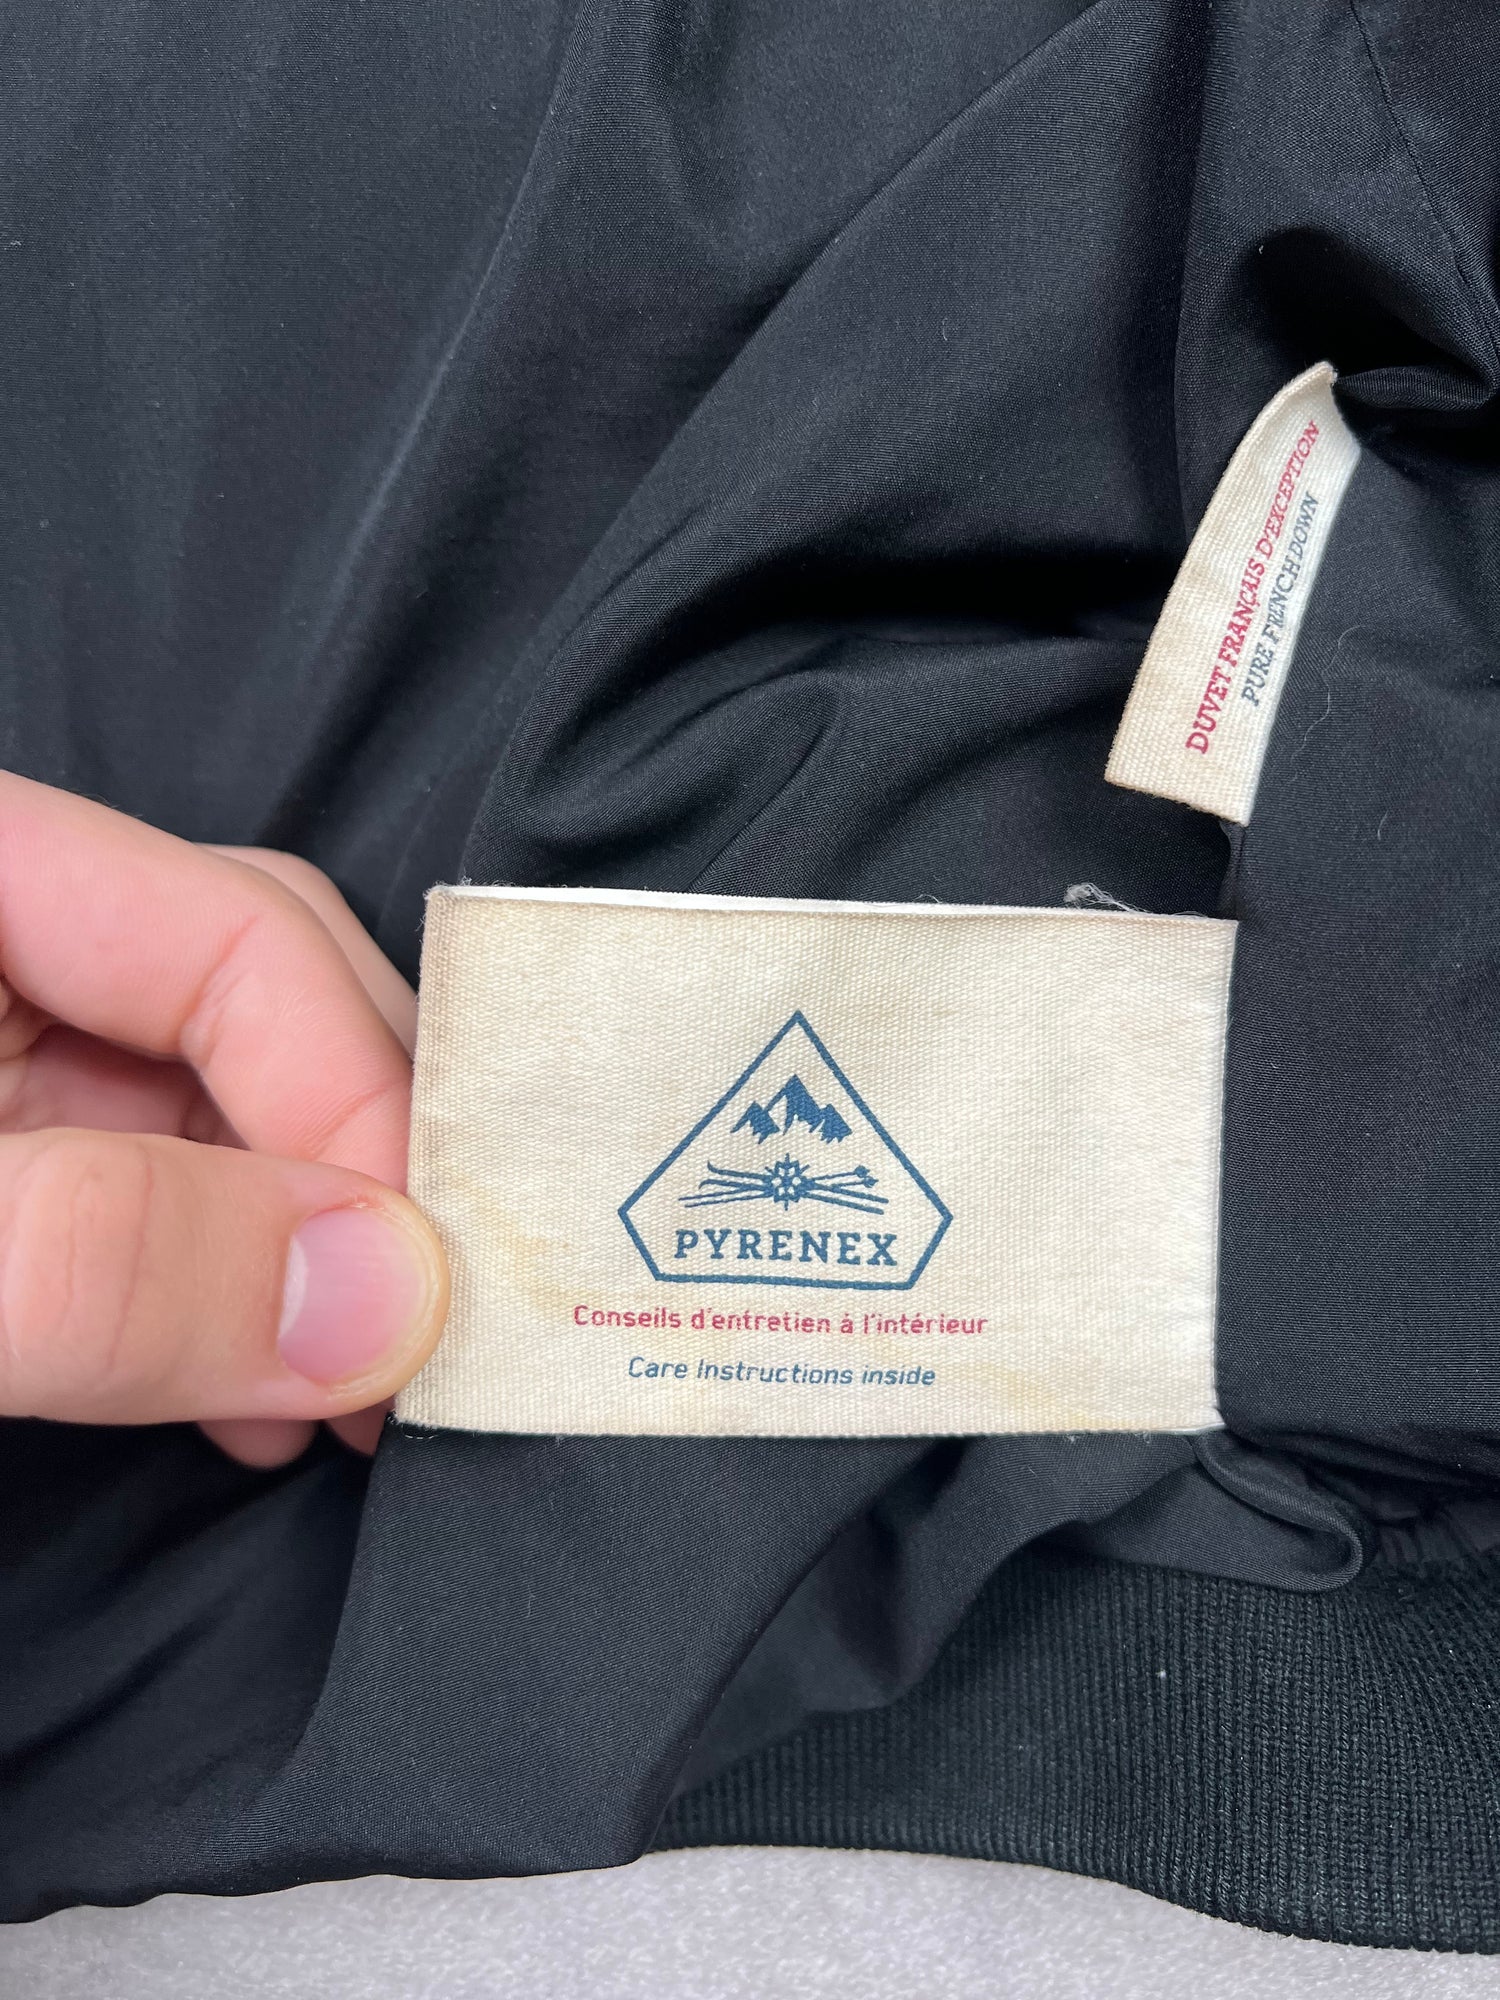 DUVET FRANÇAIS D'EXCEPTION
PURE FRENCH DOWN
PYRENEX
Conseils d'entretien à l'intérieur
Care Instructions inside